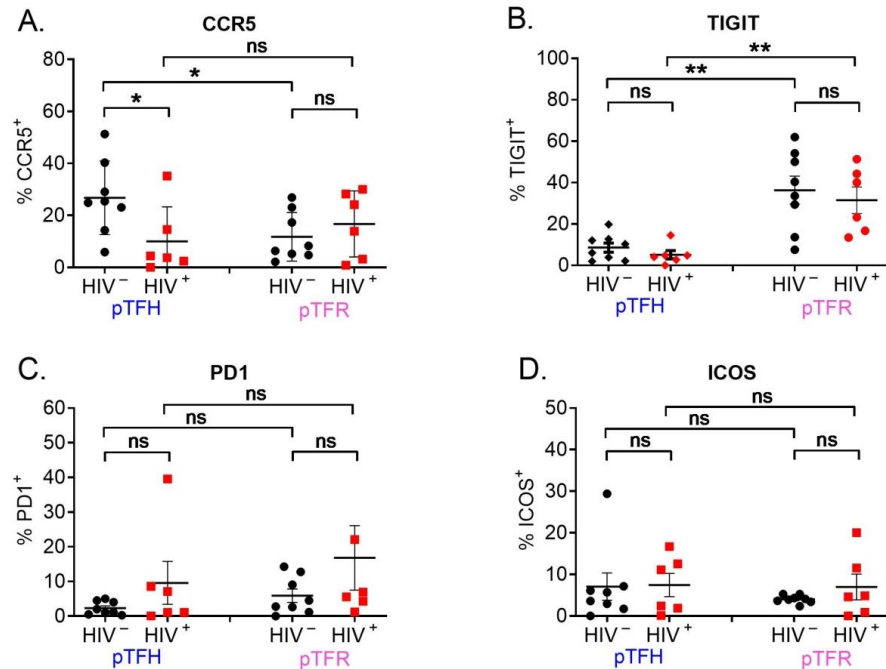 A.
CCR5
ns
*
*
ns
80
60
40
20
0
% CCR5⁺
HIV⁻ HIV⁺ HIV⁻ HIV⁺
pTFH pTFR
B.
TIGIT
**
**
ns ns
100
80
60
40
20
0
% TIGIT⁺
HIV⁻ HIV⁺ HIV⁻ HIV⁺
pTFH pTFR
C.
PD1
ns
ns
ns ns
60
50
40
30
20
10
0
% PD1⁺
HIV⁻ HIV⁺ HIV⁻ HIV⁺
pTFH pTFR
D.
ICOS
ns
ns
ns ns
50
40
30
20
10
0
% ICOS⁺
HIV⁻ HIV⁺ HIV⁻ HIV⁺
pTFH pTFR